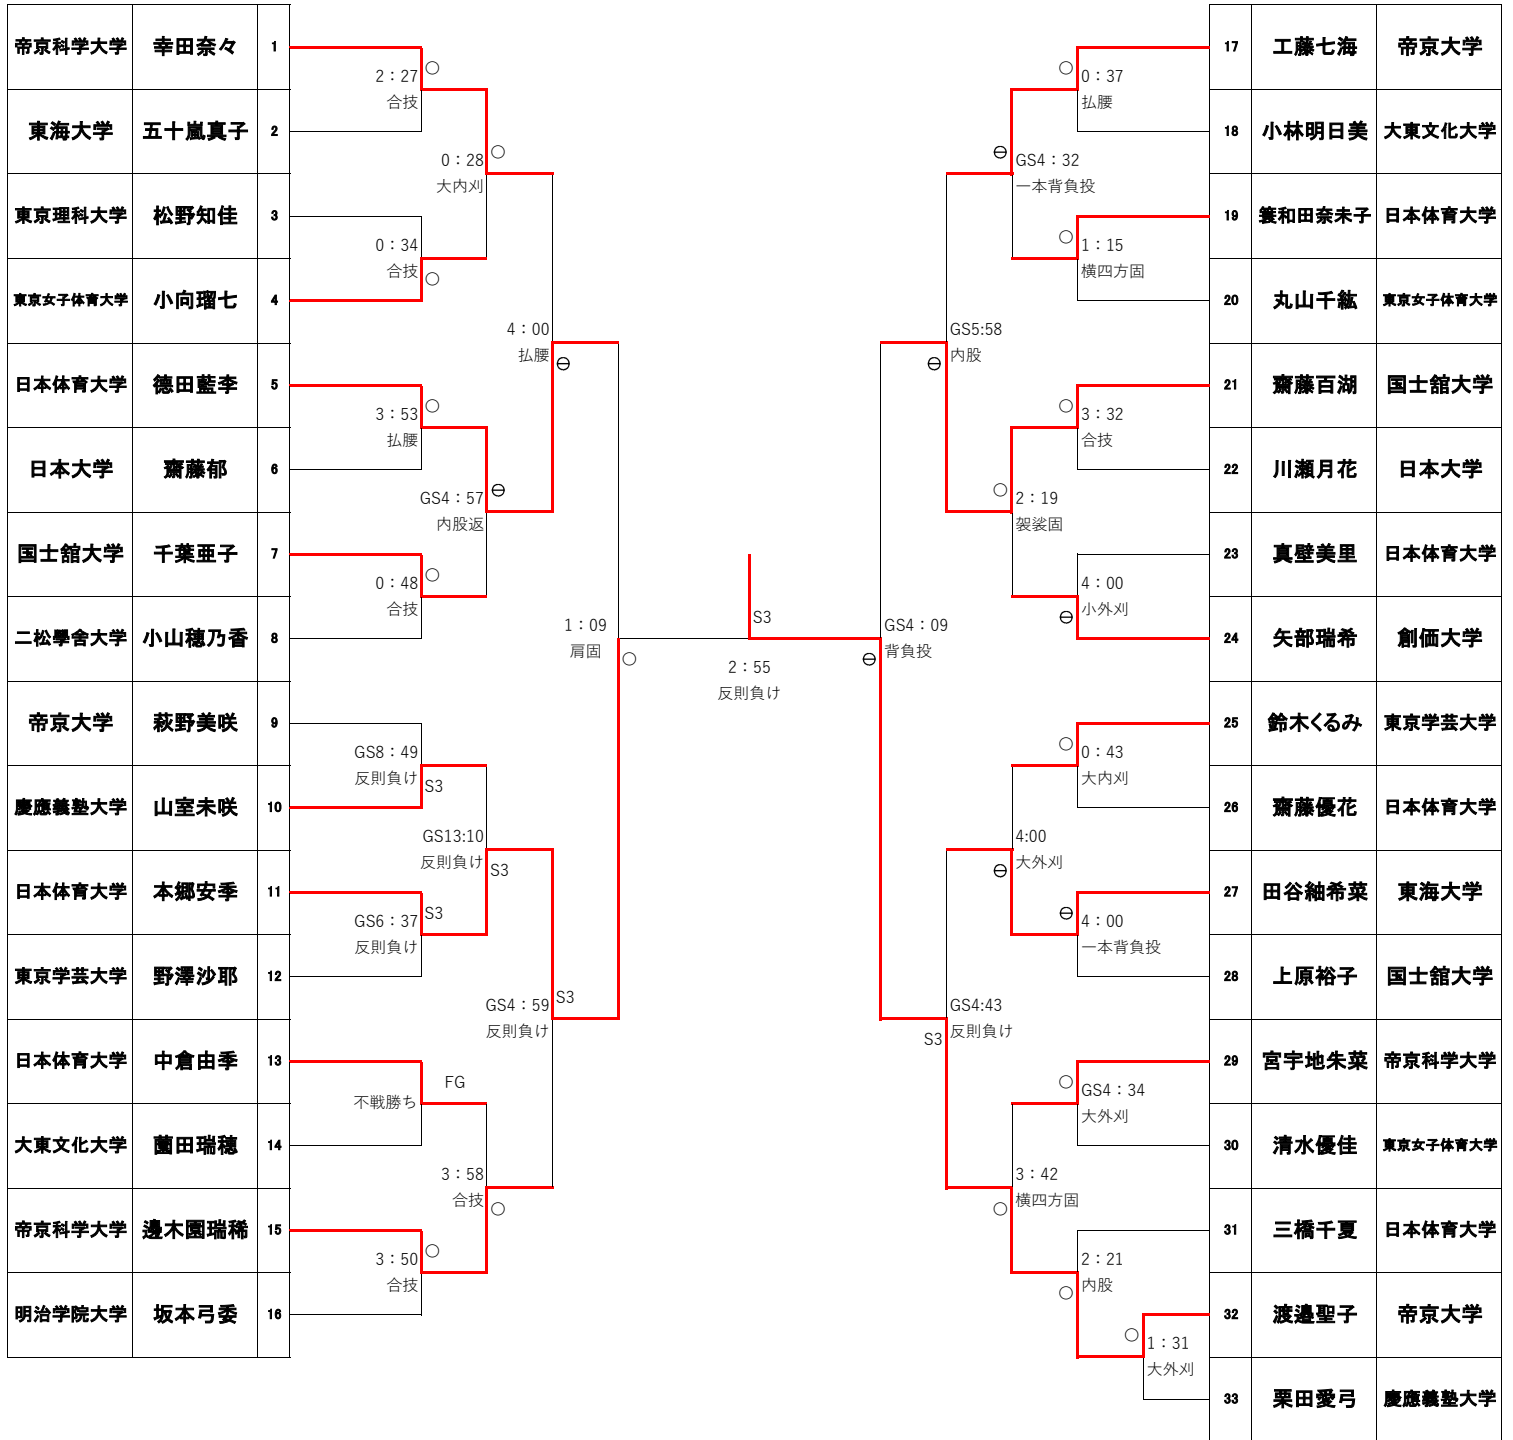 帝京科学大学 幸田奈々 1
東海大学 五十嵐真子 2
東京理科大学 松野知佳 3
東京女子体育大学 小向瑠七 4
日本体育大学 德田藍李 5
日本大学 齋藤郁 6
国士舘大学 千葉亜子 7
二松學舍大学 小山穂乃香 8
帝京大学 萩野美咲 9
慶應義塾大学 山室未咲 10
日本体育大学 本郷安季 11
東京学芸大学 野澤沙耶 12
日本体育大学 中倉由季 13
大東文化大学 薗田瑞穂 14
帝京科学大学 邊木園瑞稀 15
明治学院大学 坂本弓委 16
2：27
合技
0：34
合技
3：53
払腰
0：48
合技
GS8：49
反則負け
S3
GS6：37
反則負け
S3
FG
不戦勝ち
3：50
合技
0：28
大内刈
GS4：57
内股返
GS13:10
反則負け
S3
3：58
合技
4：00
払腰
GS4：59
反則負け
S3
1：09
肩固
S3
2：55
反則負け
GS4：09
背負投
GS5:58
内股
GS4:43
反則負け
S3
GS4：32
一本背負投
2：19
袈裟固
4:00
大外刈
3：42
横四方固
0：37
払腰
1：15
横四方固
3：32
合技
4：00
小外刈
0：43
大内刈
4：00
一本背負投
GS4：34
大外刈
2：21
内股
1：31
大外刈
17 工藤七海 帝京大学
18 小林明日美 大東文化大学
19 簔和田奈未子 日本体育大学
20 丸山千紘 東京女子体育大学
21 齋藤百湖 国士舘大学
22 川瀬月花 日本大学
23 真壁美里 日本体育大学
24 矢部瑞希 創価大学
25 鈴木くるみ 東京学芸大学
26 齋藤優花 日本体育大学
27 田谷紬希菜 東海大学
28 上原裕子 国士舘大学
29 宮宇地朱菜 帝京科学大学
30 清水優佳 東京女子体育大学
31 三橋千夏 日本体育大学
32 渡邉聖子 帝京大学
33 栗田愛弓 慶應義塾大学